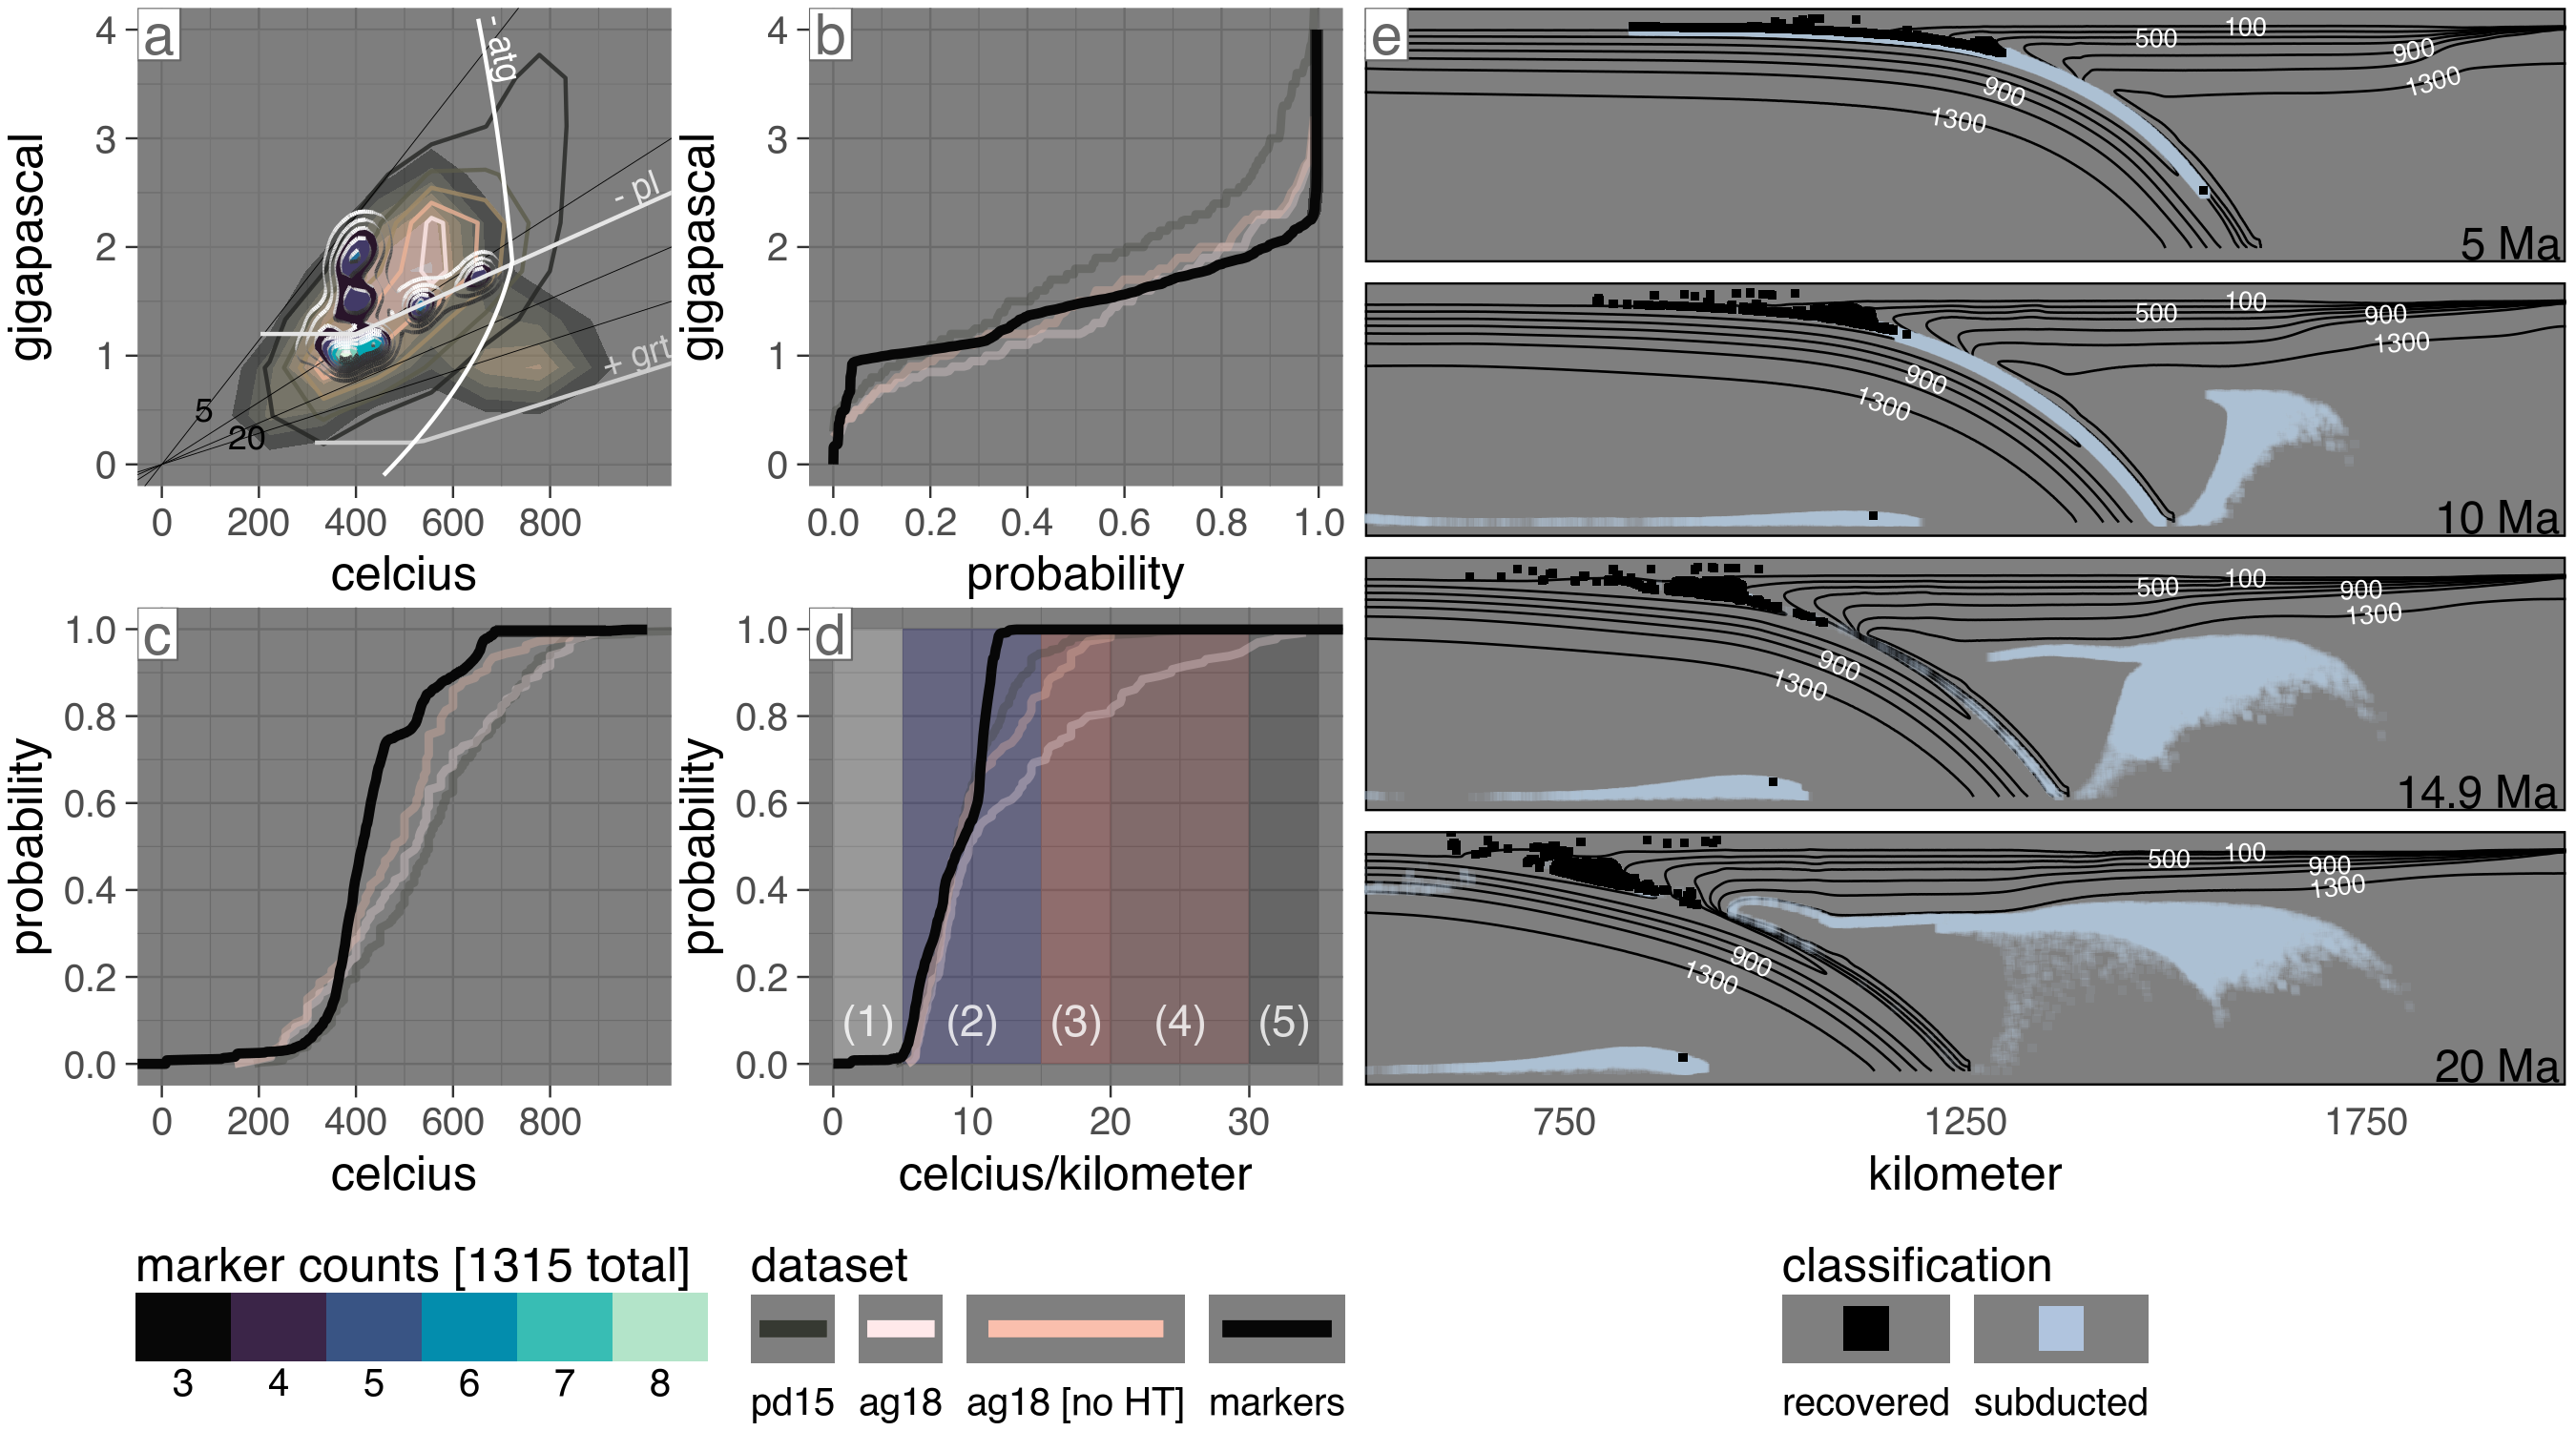 a
- atg
- pl
+ grt
5
20
4
3
2
1
0
gigapascal
0
200
400
600
800
celcius
b
4
3
2
1
0
gigapascal
0.0
0.2
0.4
0.6
0.8
1.0
probability
c
1.0
0.8
0.6
0.4
0.2
0.0
probability
0
200
400
600
800
celcius
d
1.0
0.8
0.6
0.4
0.2
0.0
probability
(1)
(2)
(3)
(4)
(5)
0
10
20
30
celcius/kilometer
e
100
500
900
1300
900
1300
5 Ma
100
500
900
1300
900
1300
10 Ma
100
500
900
1300
900
1300
14.9 Ma
100
500
900
1300
900
1300
20 Ma
750
1250
1750
kilometer
marker counts [1315 total]
3
4
5
6
7
8
dataset
pd15
ag18
ag18 [no HT]
markers
classification
recovered
subducted